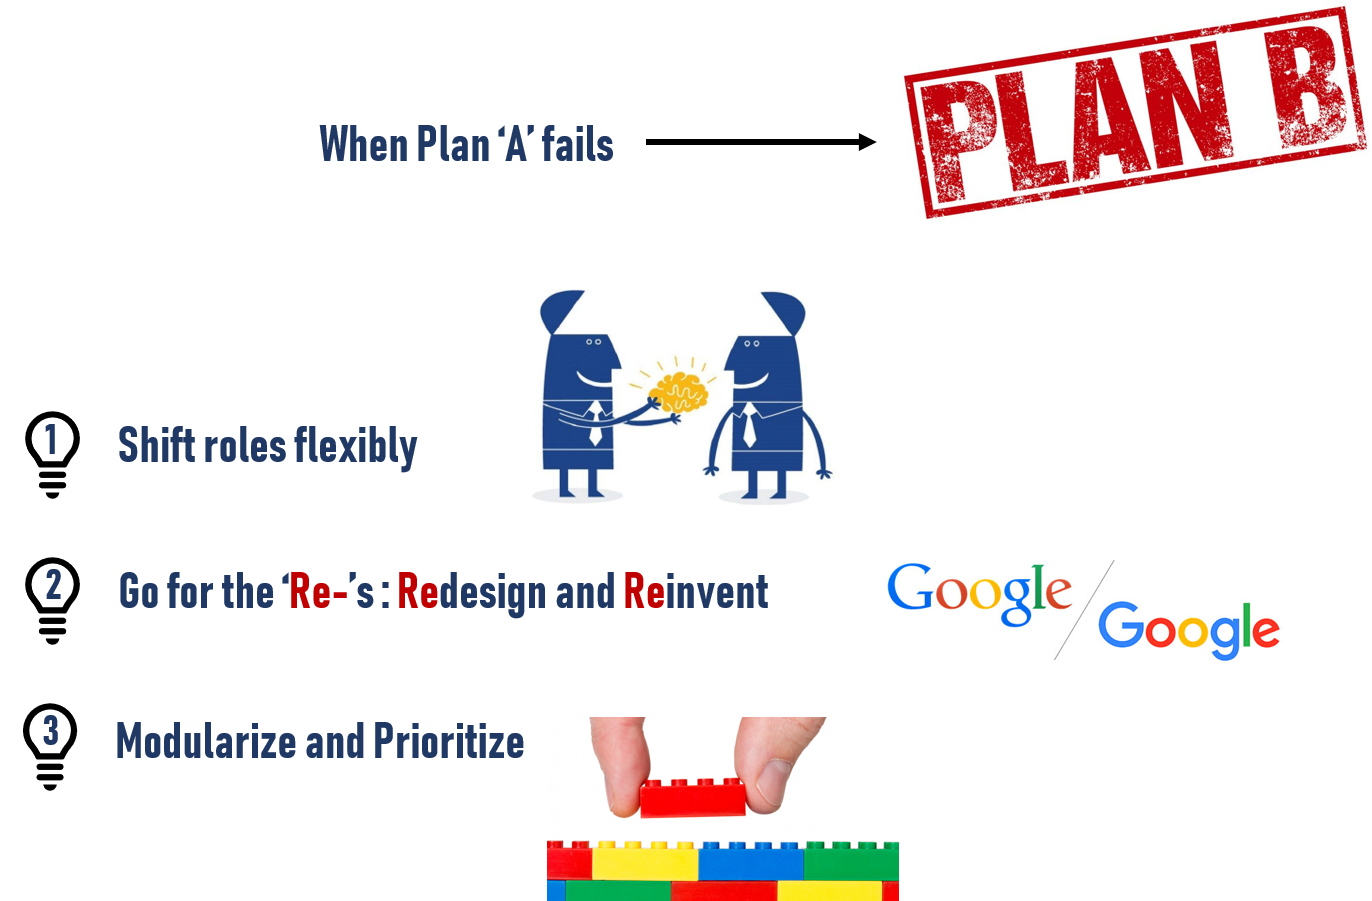 When Plan ‘A’ fails
PLAN B
1
Shift roles flexibly
2
Go for the ‘Re-’s : Redesign and Reinvent
Google
Google
3
Modularize and Prioritize